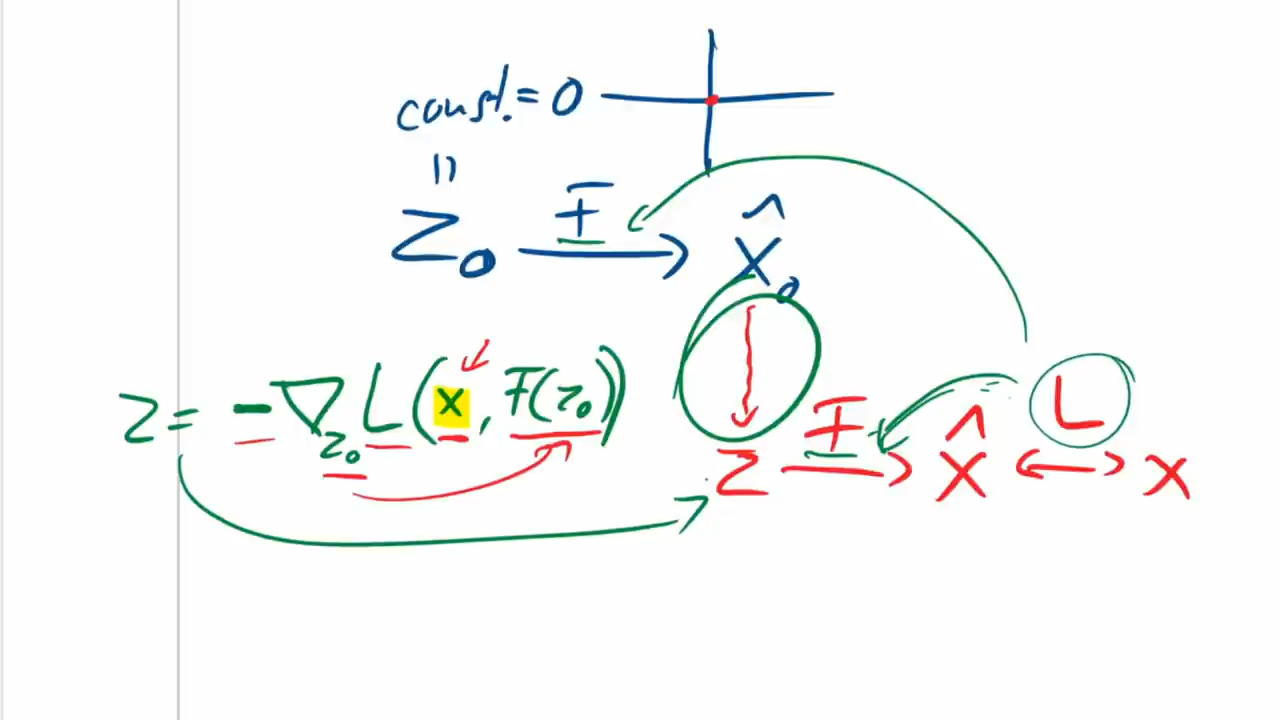 const. = 0
=
z₀ F → x̂₀
z = -∇z₀ L(x, F(z₀))
z F → x̂ ↔ L x